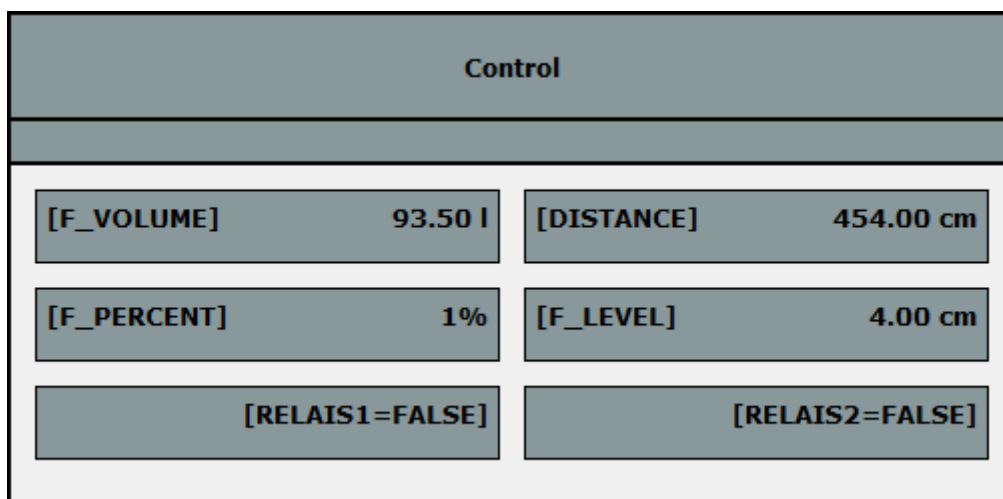 Control
[F_VOLUME] 93.50 l
[DISTANCE] 454.00 cm
[F_PERCENT] 1%
[F_LEVEL] 4.00 cm
[RELAIS1=FALSE]
[RELAIS2=FALSE]